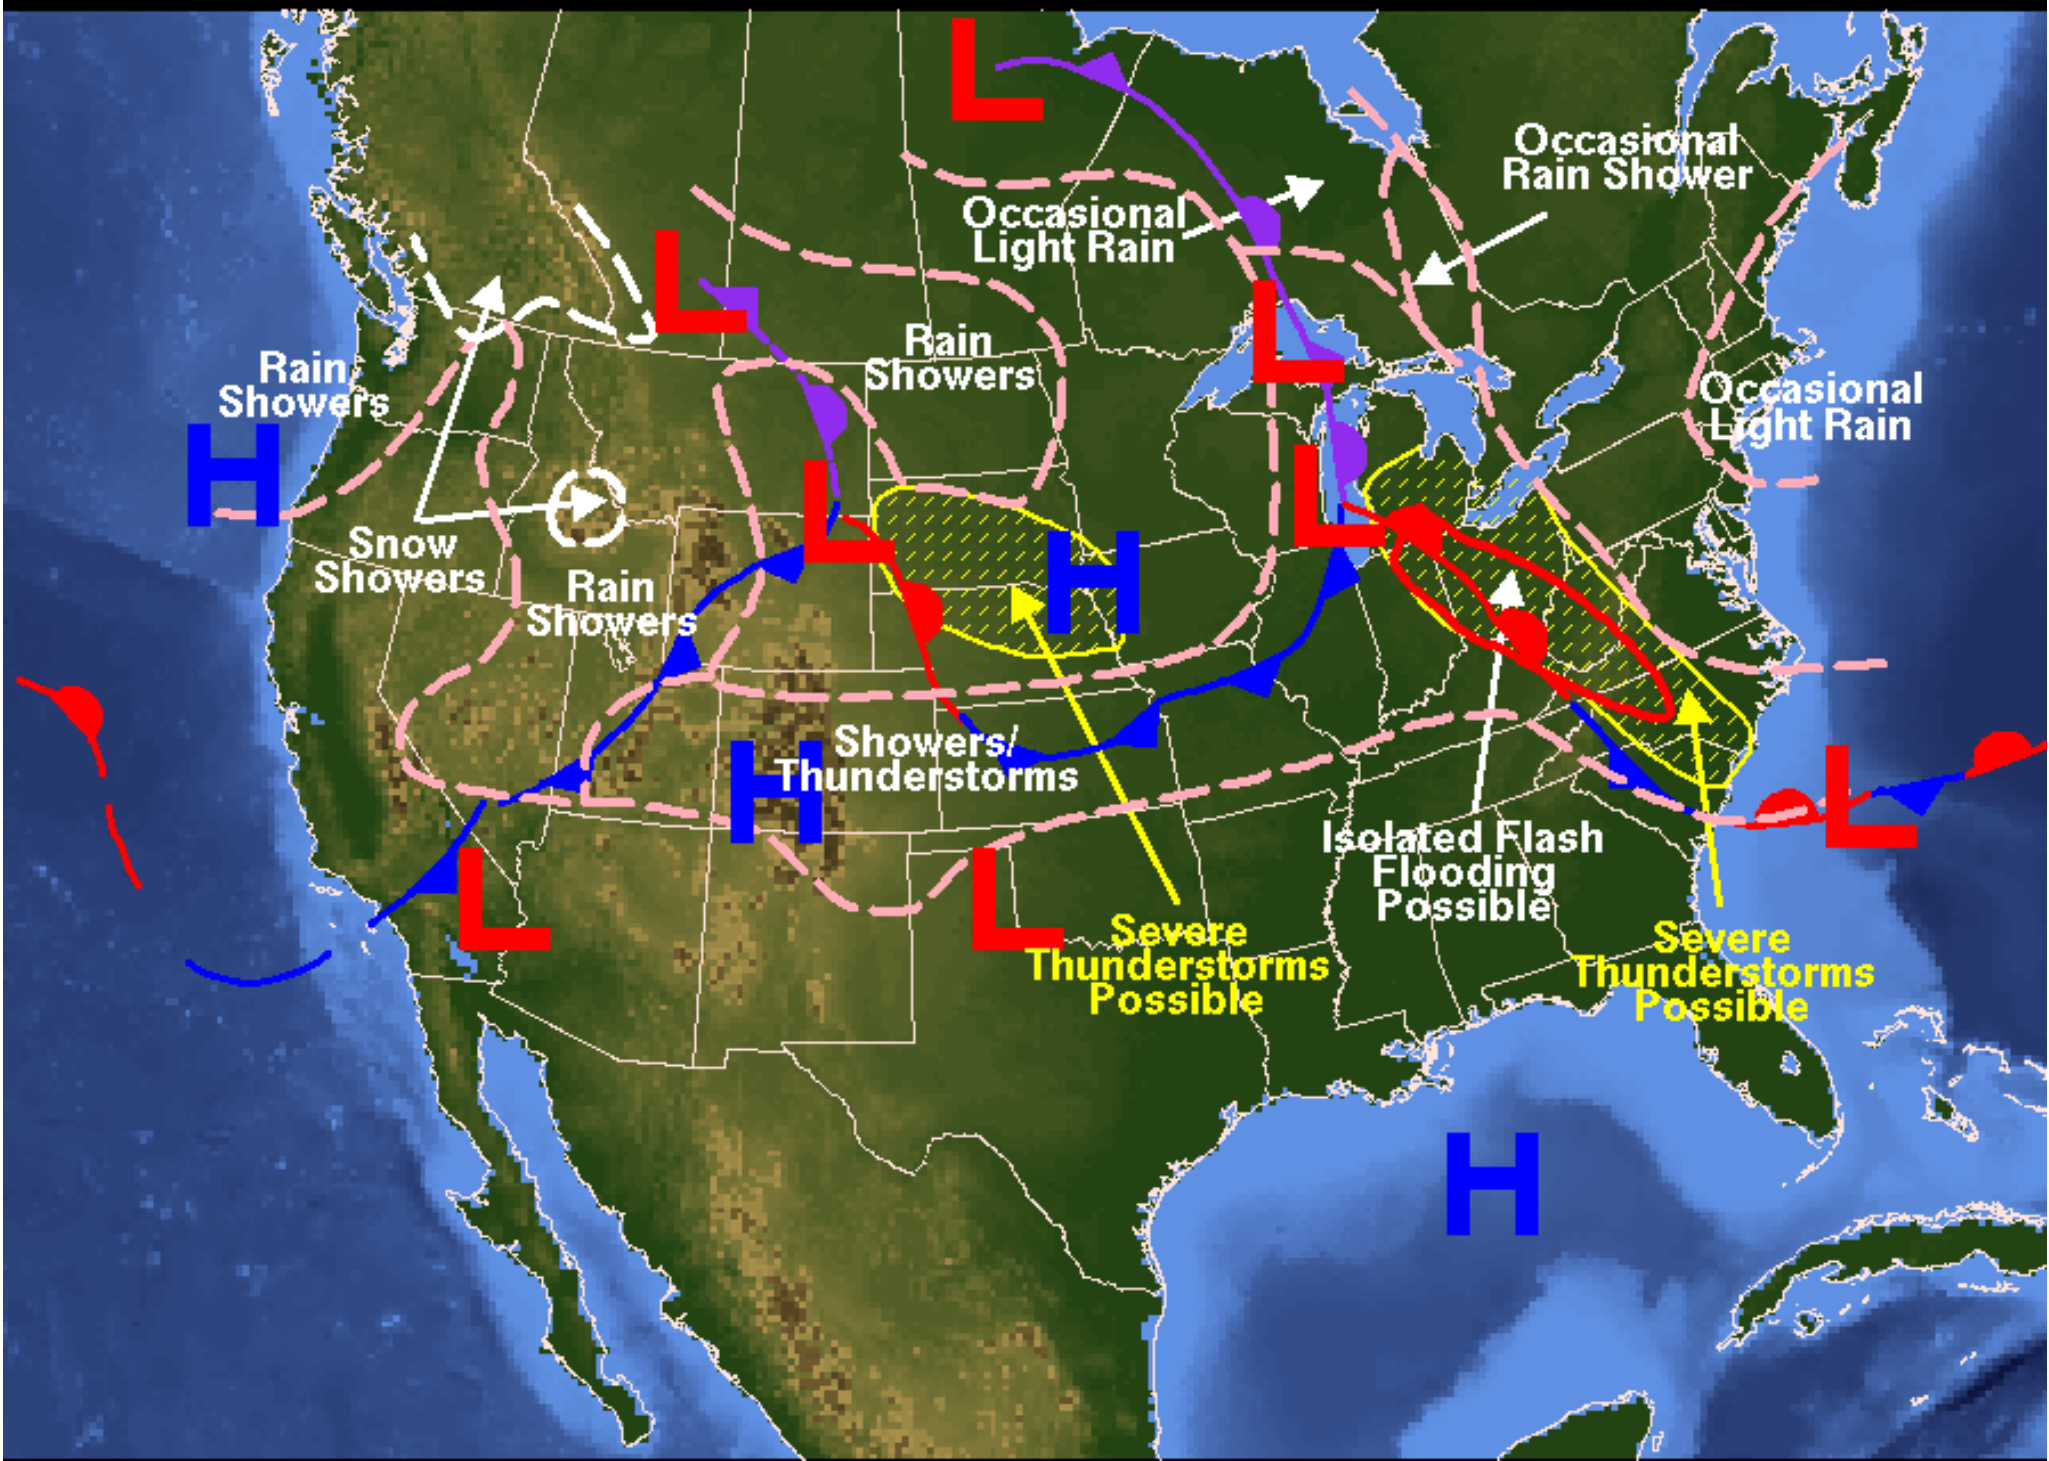 L
Occasional
Rain Shower
Occasional
Light Rain
L
L
Rain
Showers
Rain
Showers
Occasional
Light Rain
H
L
L
Snow
Showers
H
Rain
Showers
Showers/
Thunderstorms
H
L
Isolated Flash
Flooding
Possible
L
L
Severe
Thunderstorms
Possible
Severe
Thunderstorms
Possible
H